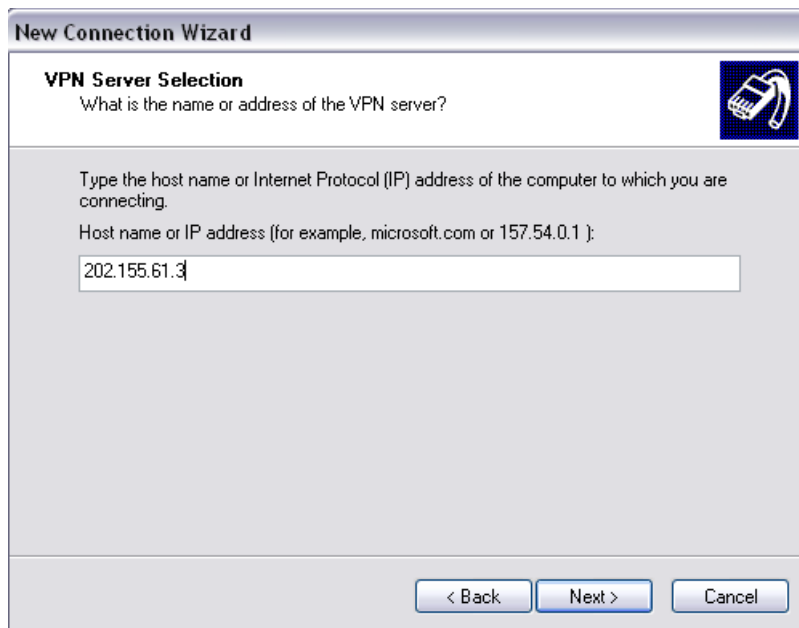 New Connection Wizard
VPN Server Selection
What is the name or address of the VPN server?
Type the host name or Internet Protocol (IP) address of the computer to which you are
connecting.
Host name or IP address (for example, microsoft.com or 157.54.0.1 ):
202.155.61.3
< Back Next > Cancel